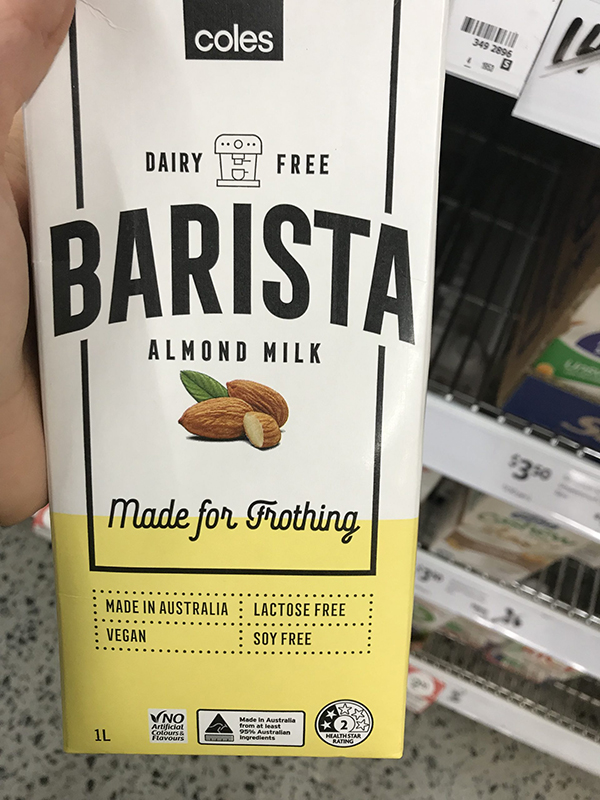 coles
349 2896
DAIRY FREE
BARISTA
ALMOND MILK
Made for Frothing
MADE IN AUSTRALIA
LACTOSE FREE
VEGAN
SOY FREE
1L
NO
Artificial
Colours &
Flavours
Made in Australia
from at least
95% Australian
ingredients
2
HEALTH STAR
RATING
$3.50